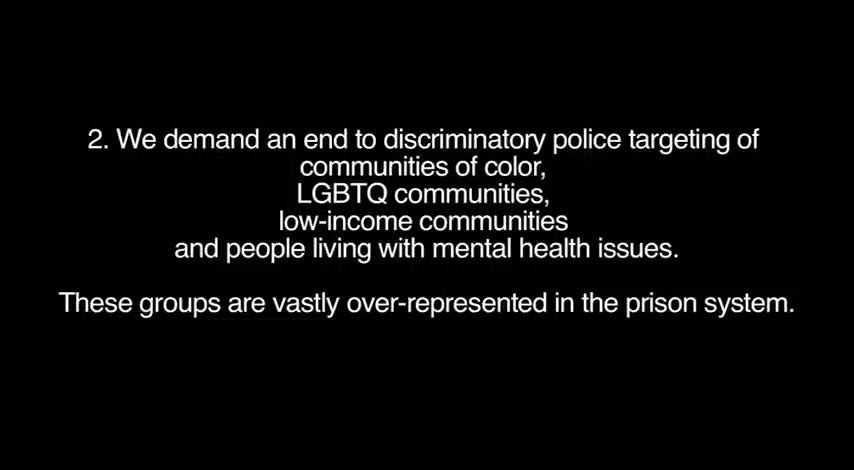 2. We demand an end to discriminatory police targeting of
communities of color,
LGBTQ communities,
low-income communities
and people living with mental health issues.
These groups are vastly over-represented in the prison system.